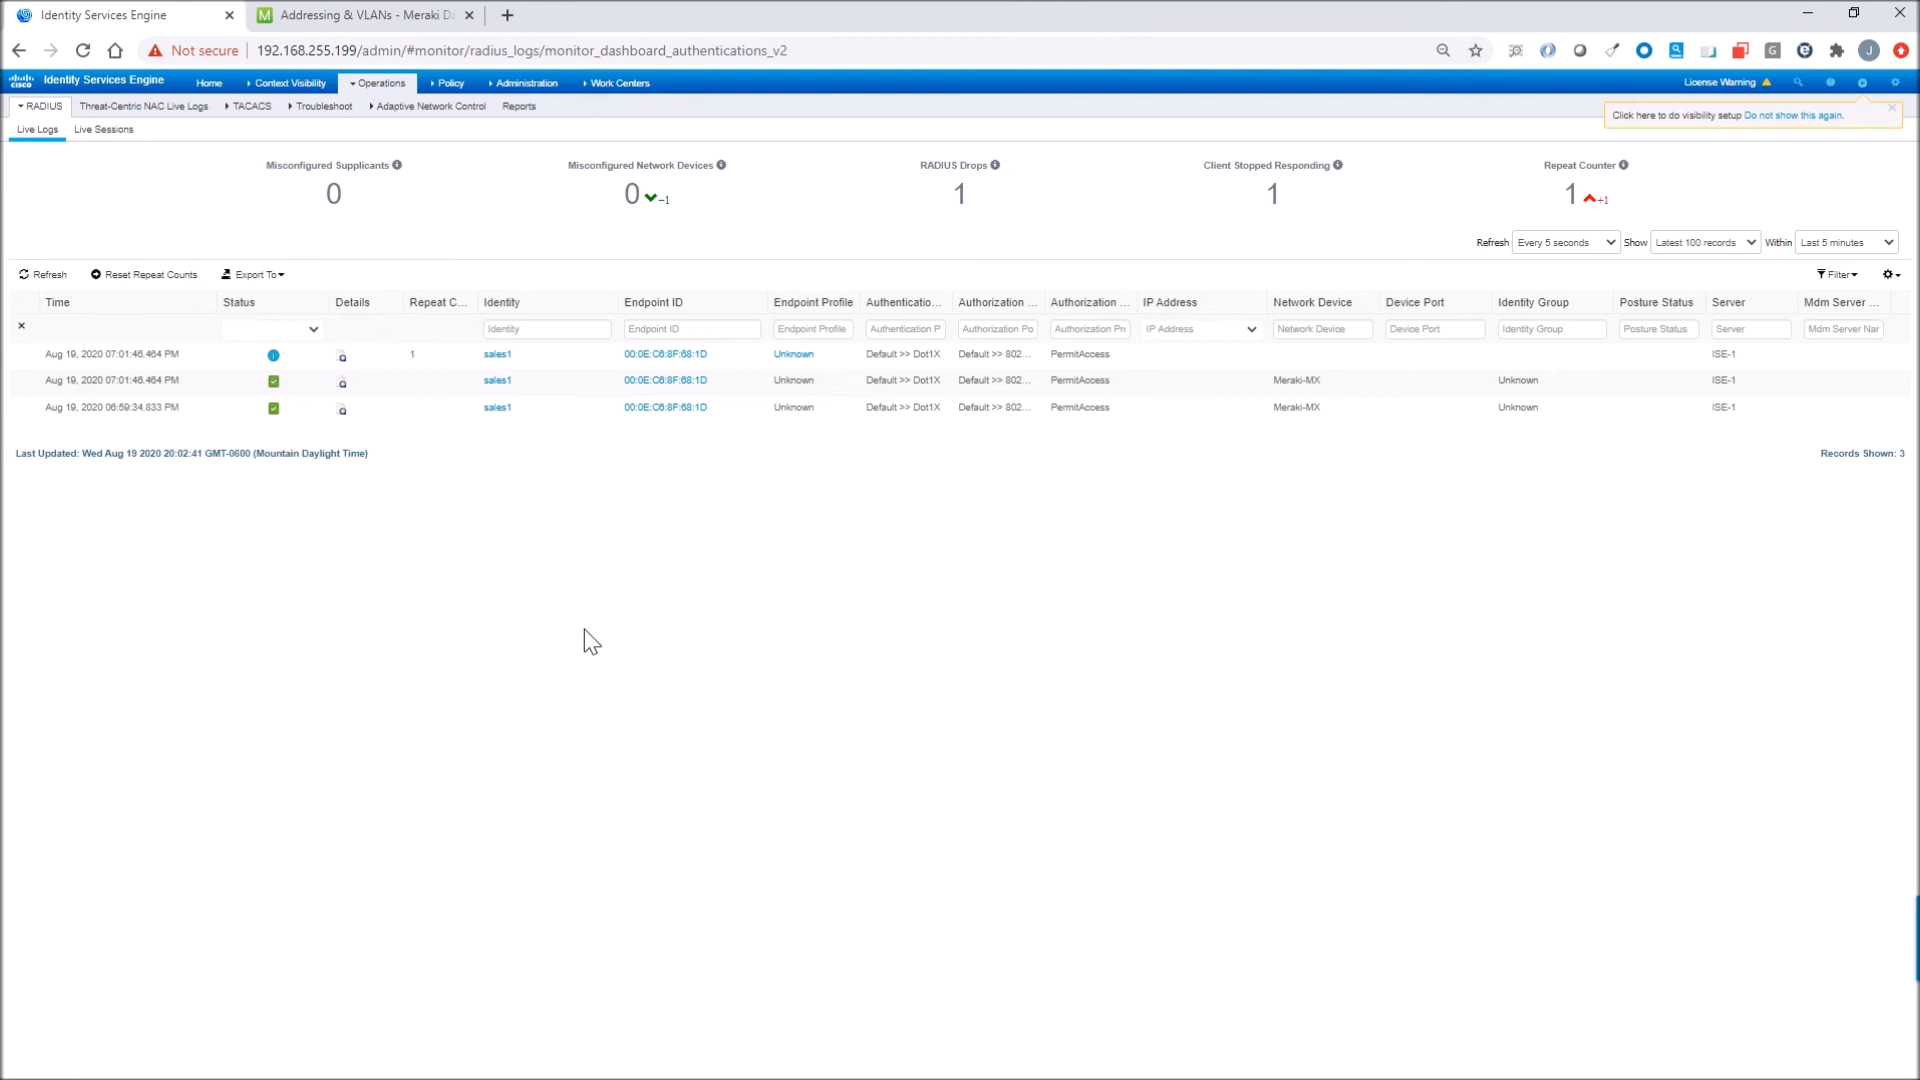 Identity Services Engine
Addressing & VLANs - Meraki Da
Not secure 192.168.255.199/admin/#monitor/radius_logs/monitor_dashboard_authentications_v2
cisco Identity Services Engine Home Context Visibility Operations Policy Administration Work Centers License Warning
RADIUS Threat-Centric NAC Live Logs TACACS Troubleshoot Adaptive Network Control Reports
Click here to do visibility setup Do not show this again.
Live Logs Live Sessions
Misconfigured Supplicants Misconfigured Network Devices RADIUS Drops Client Stopped Responding Repeat Counter
0 0 -1 1 1 1 +1
Refresh Every 5 seconds Show Latest 100 records Within Last 5 minutes
Refresh Reset Repeat Counts Export To Filter
Time Status Details Repeat C... Identity Endpoint ID Endpoint Profile Authenticatio... Authorization ... Authorization ... IP Address Network Device Device Port Identity Group Posture Status Server Mdm Server ...
Identity Endpoint ID Endpoint Profile Authentication P Authorization Po Authorization Pro IP Address Network Device Device Port Identity Group Posture Status Server Mdm Server Nar
Aug 19, 2020 07:01:46.464 PM 1 sales1 00:0E:C6:8F:68:1D Unknown Default >> Dot1X Default >> 802... PermitAccess ISE-1
Aug 19, 2020 07:01:46.464 PM sales1 00:0E:C6:8F:68:1D Unknown Default >> Dot1X Default >> 802... PermitAccess Meraki-MX Unknown ISE-1
Aug 19, 2020 06:59:34.833 PM sales1 00:0E:C6:8F:68:1D Unknown Default >> Dot1X Default >> 802... PermitAccess Meraki-MX Unknown ISE-1
Last Updated: Wed Aug 19 2020 20:02:41 GMT-0600 (Mountain Daylight Time) Records Shown: 3